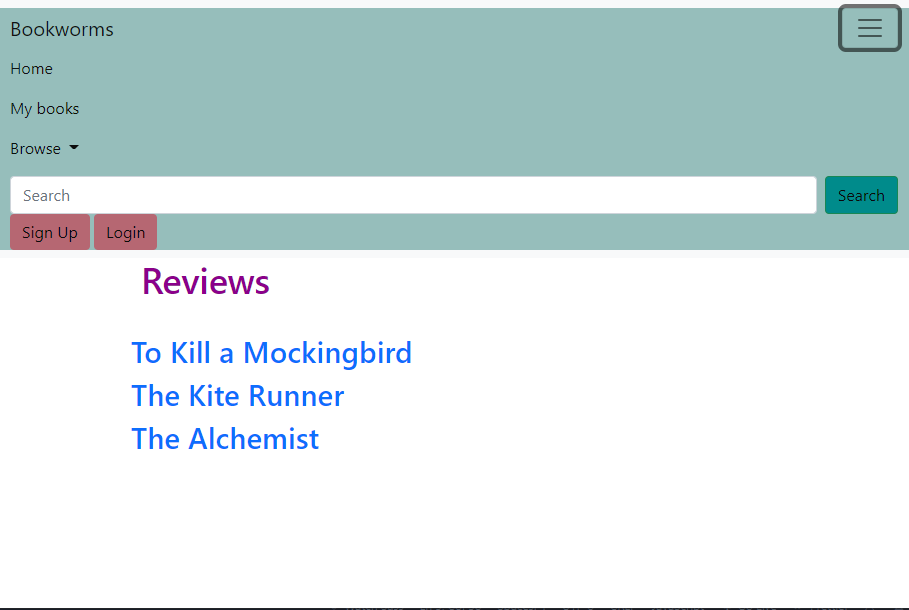 Bookworms
Home
My books
Browse
Search Search
Sign Up Login
Reviews
To Kill a Mockingbird
The Kite Runner
The Alchemist